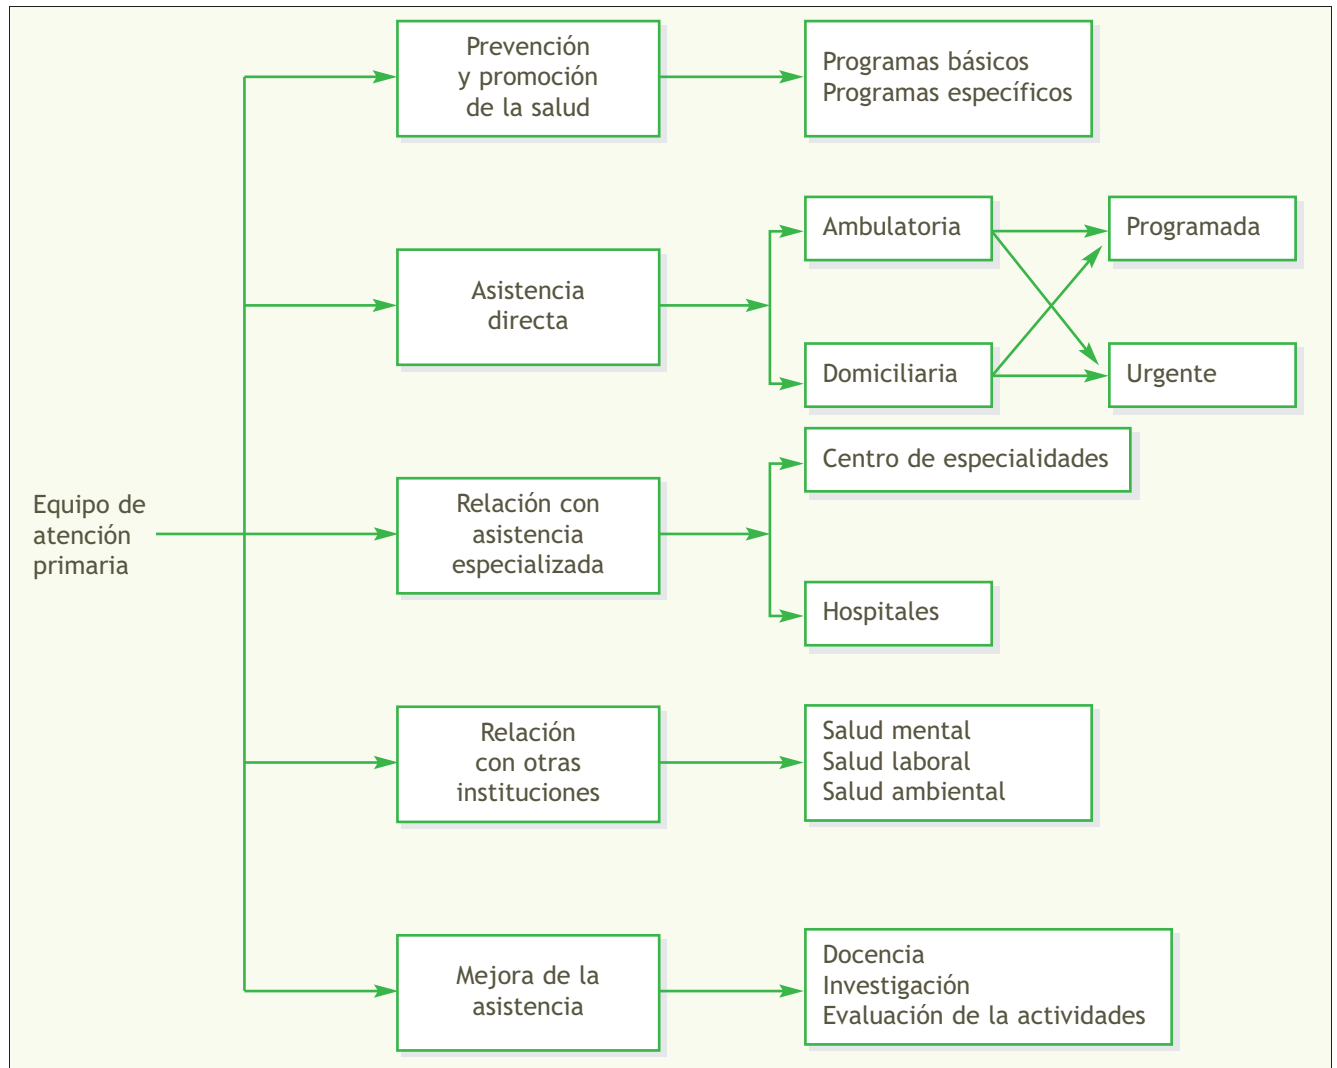 Equipo de
atención
primaria
Prevención
y promoción
de la salud
Programas básicos
Programas específicos
Asistencia
directa
Ambulatoria
Programada
Domiciliaria
Urgente
Relación con
asistencia
especializada
Centro de especialidades
Hospitales
Relación
con otras
instituciones
Salud mental
Salud laboral
Salud ambiental
Mejora de la
asistencia
Docencia
Investigación
Evaluación de la actividades